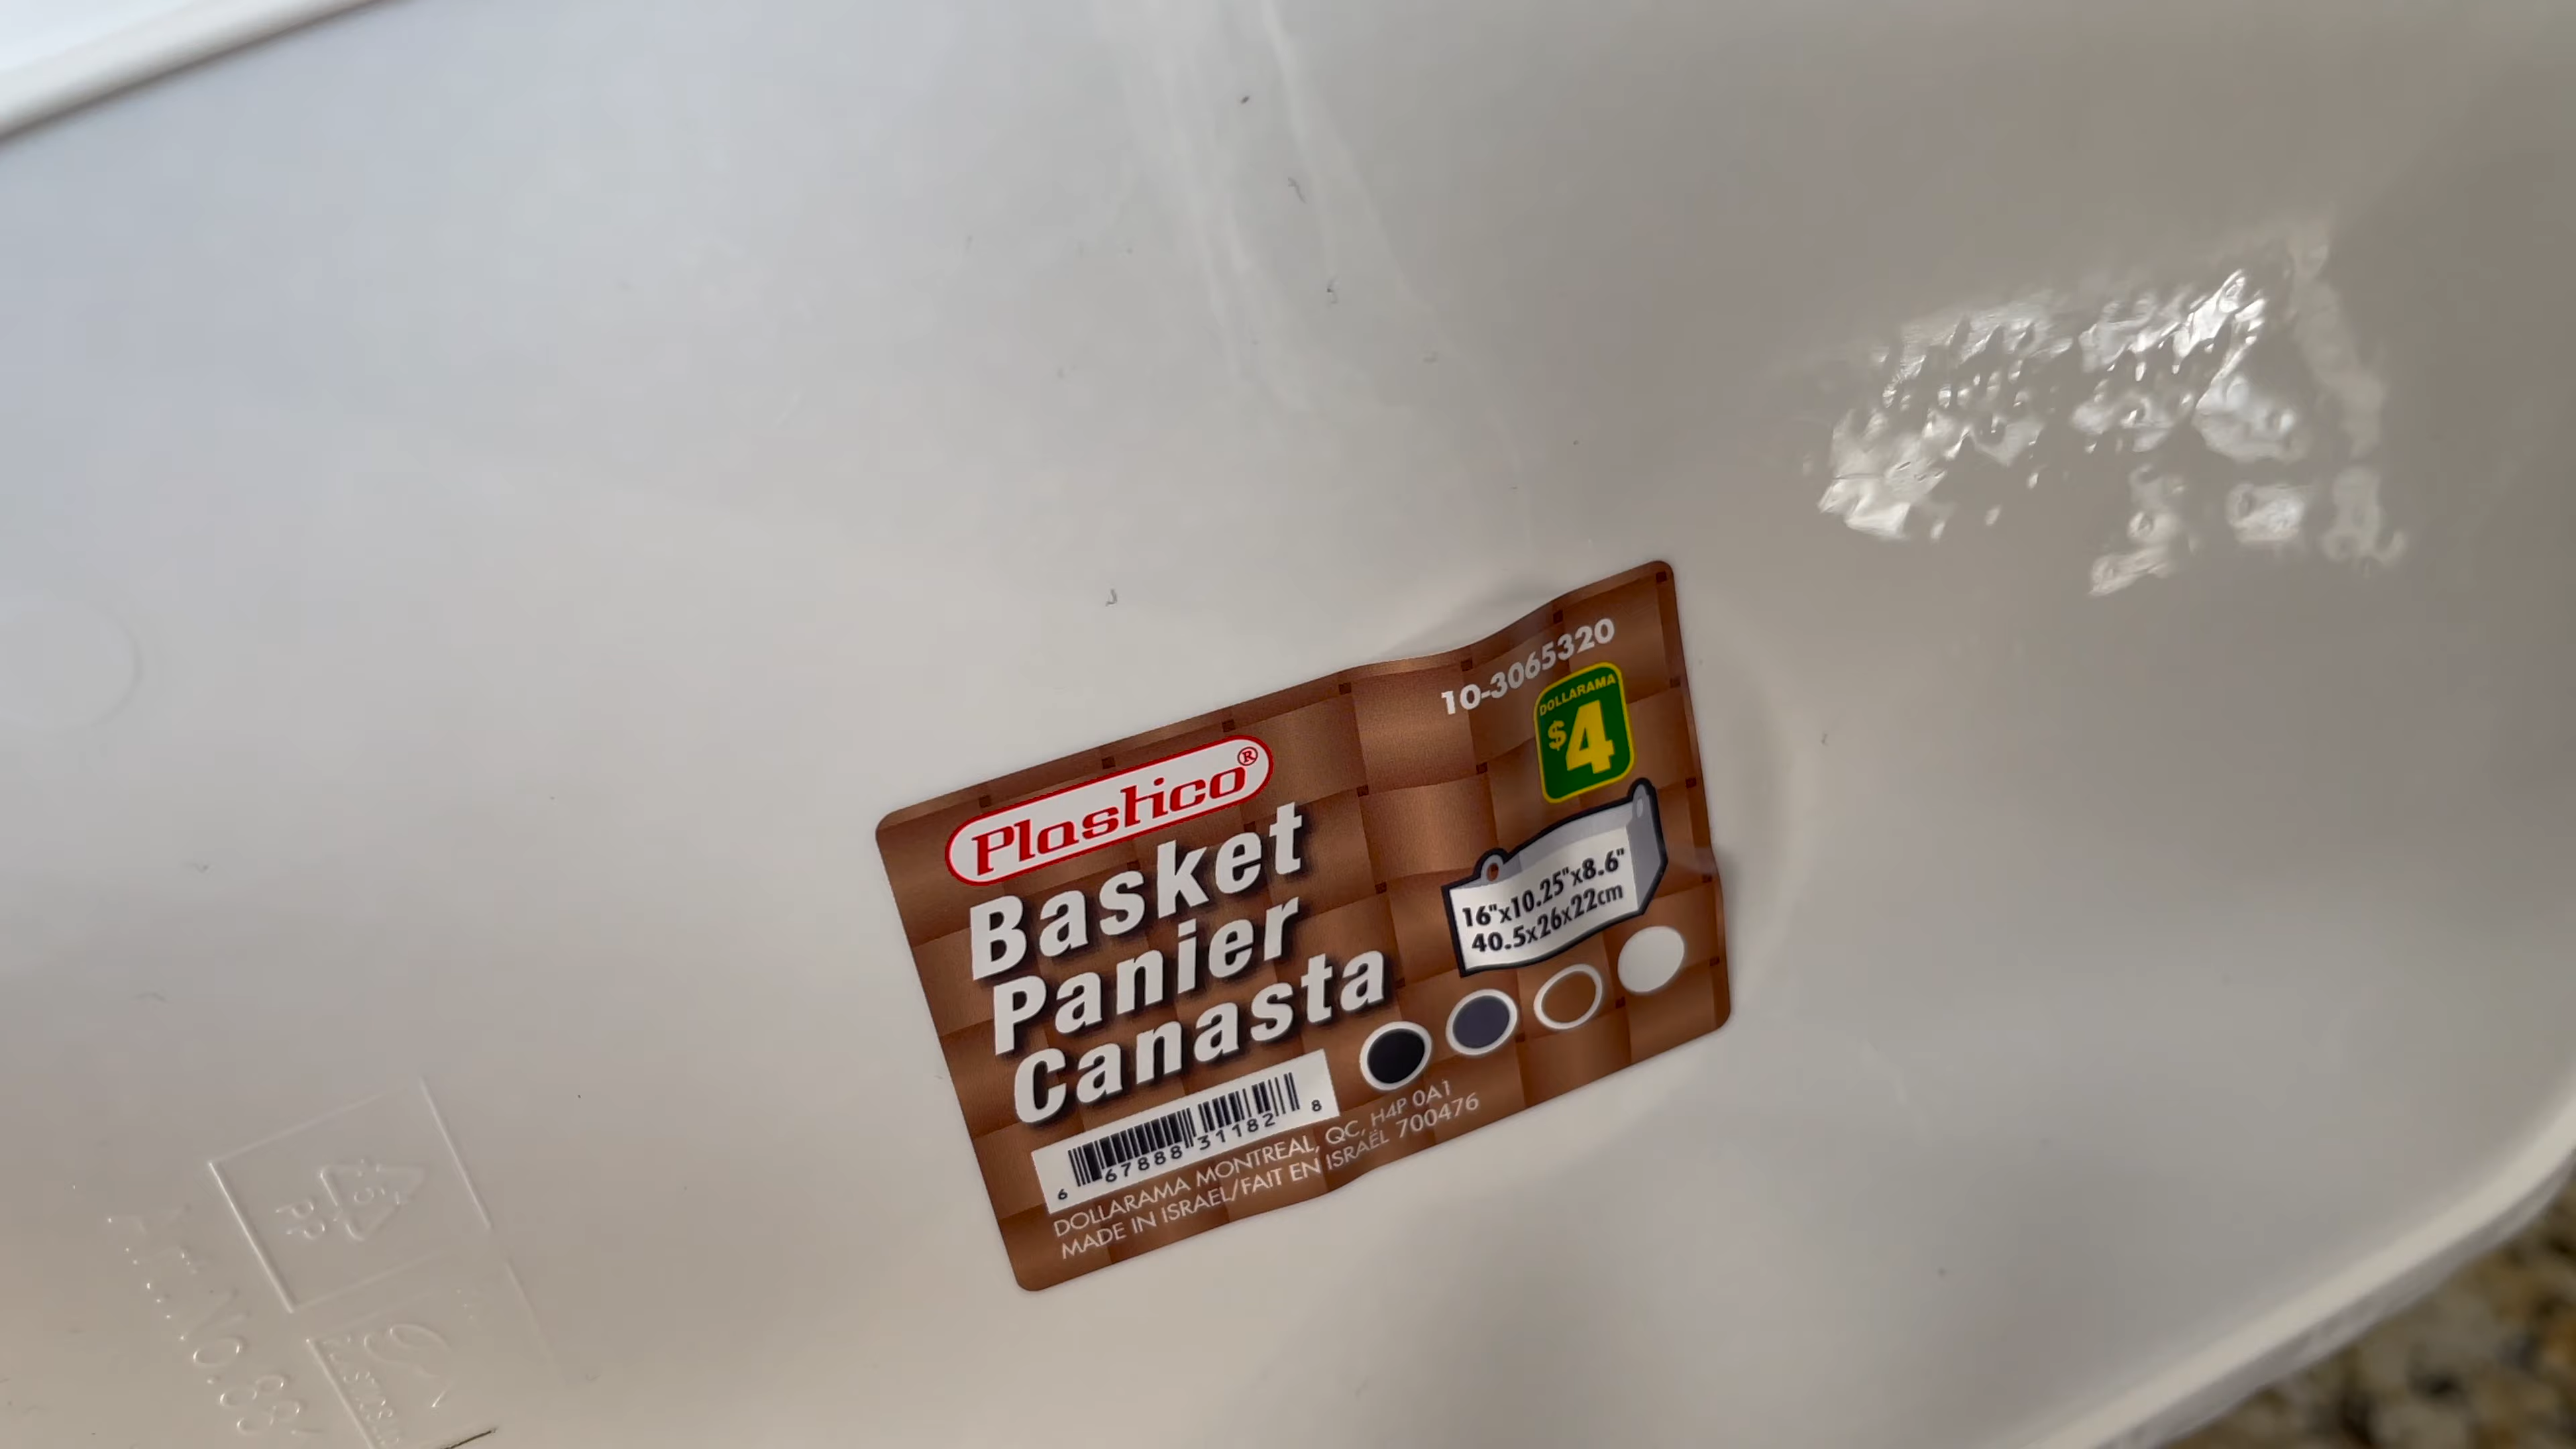 10-3065320
DOLLARAMA
$4
Plastico®
Basket
Panier
Canasta
16"x10.25"x8.6"
40.5x26x22cm
6 67888 31182 8
DOLLARAMA MONTREAL, QC, H4P 0A1
MADE IN ISRAEL/FAIT EN ISRAËL 700476
PP